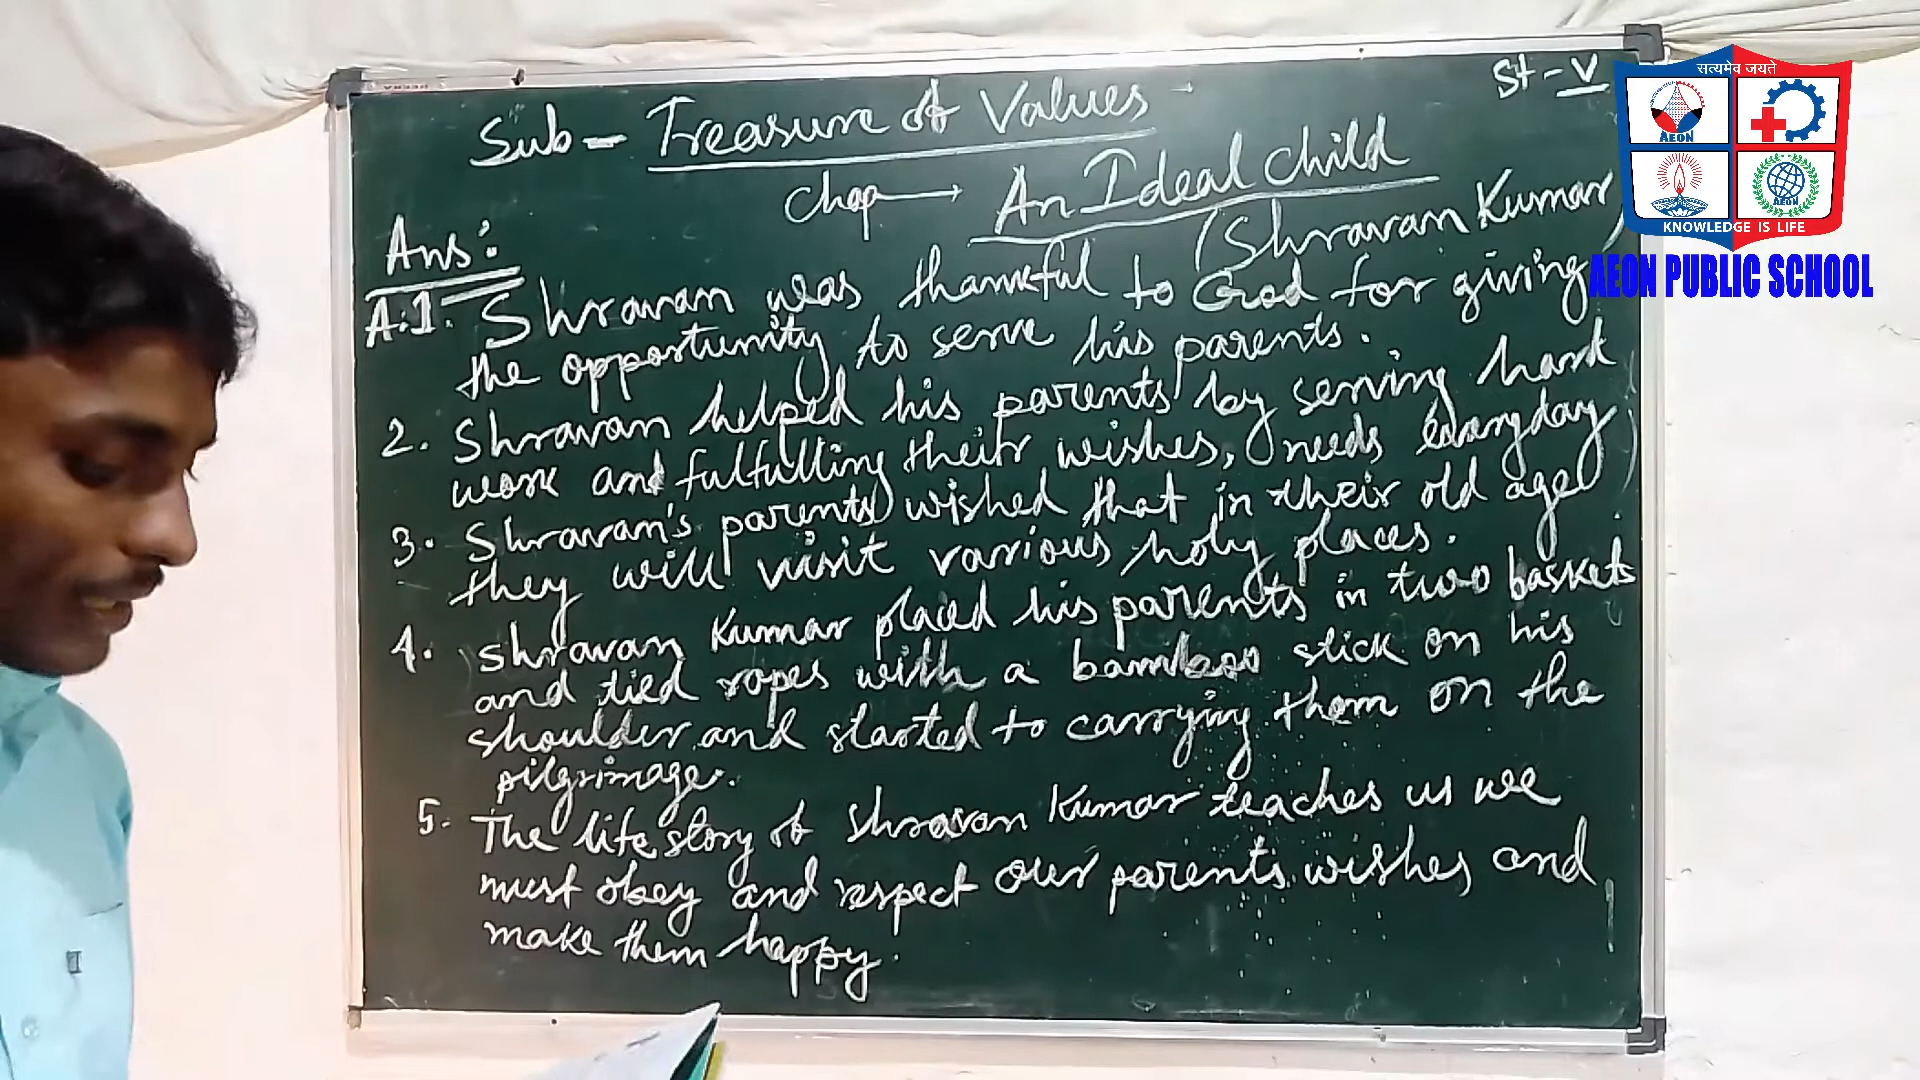 St - V
Sub - Treasure of Values
Chap → An Ideal Child
(Shravan Kumar)
Ans:
A.1. Shravan was thankful to God for giving
the opportunity to serve his parents.
2. Shravan helped his parents by serving hard
work and fulfulling their wishes, needs everyday
3. Shravan's parents wished that in their old age
they will visit various holy places.
4. Shravan Kumar placed his parents in two baskets
and tied ropes with a bamboo stick on his
shoulder and started to carrying them on the
pilgrimage.
5. The life story of Shravan Kumar teaches us we
must obey and respect our parents wishes and
make them happy.
सत्यमेव जयते
AEON
AEON
KNOWLEDGE IS LIFE
AEON PUBLIC SCHOOL